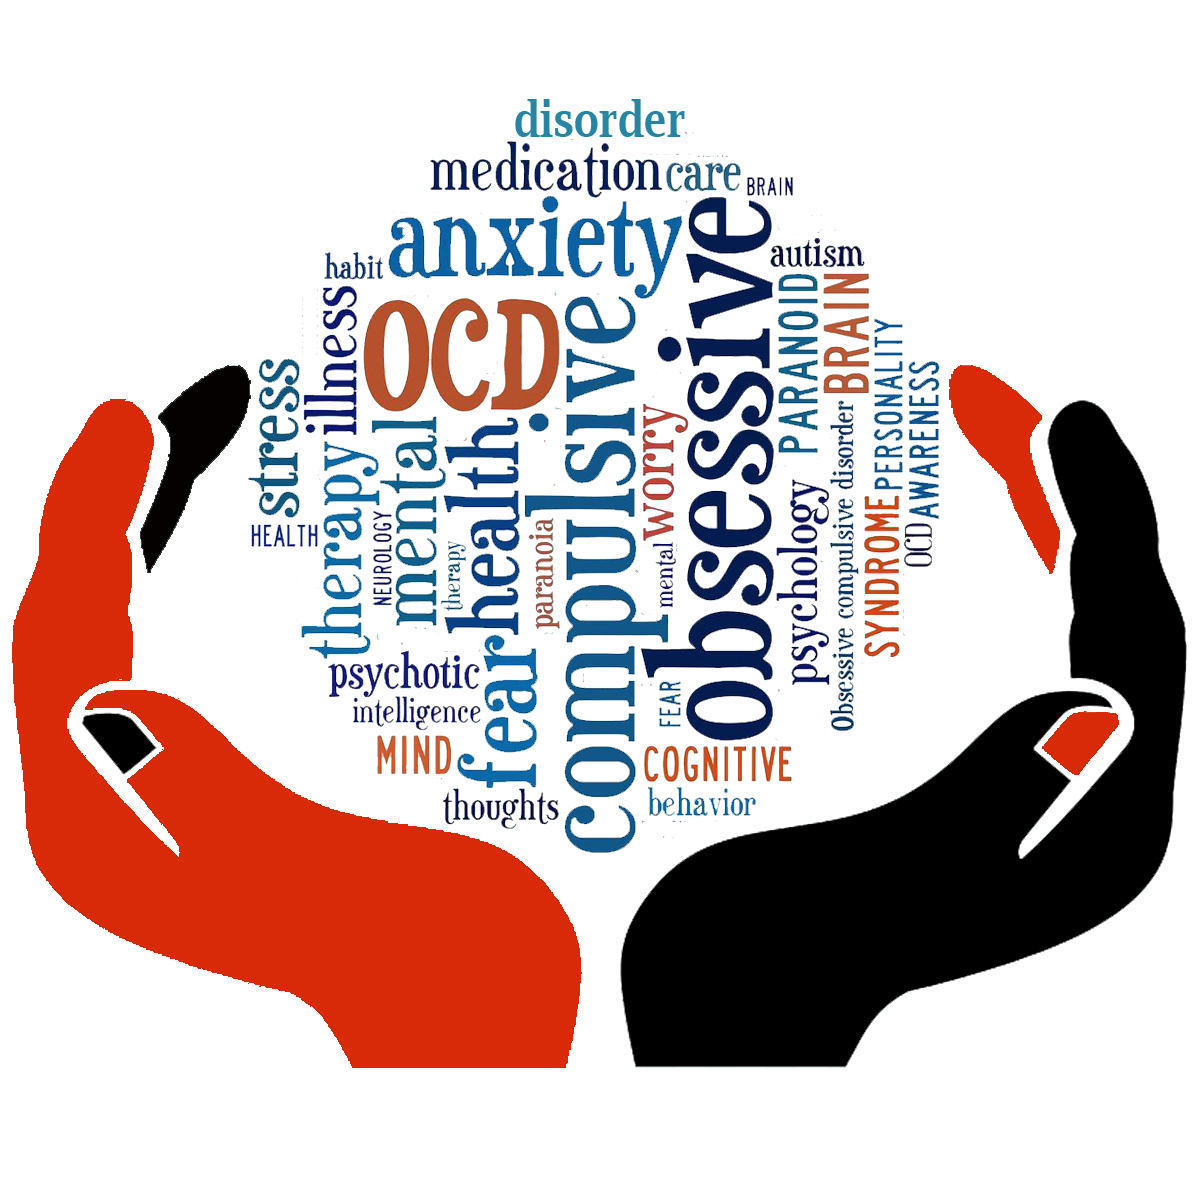 disorder
medication care BRAIN
anxiety
obsessive
autism
habit
illness
OCD
compulsive
PARANOID
BRAIN
PERSONALITY
AWARENESS
stress
HEALTH
therapy
NEUROLOGY
mental
therapy
health
paranoia
worry
mental
psychology
Obsessive compulsive disorder
SYNDROME
OCD
psychotic
intelligence
MIND
fear
FEAR
COGNITIVE
thoughts
behavior